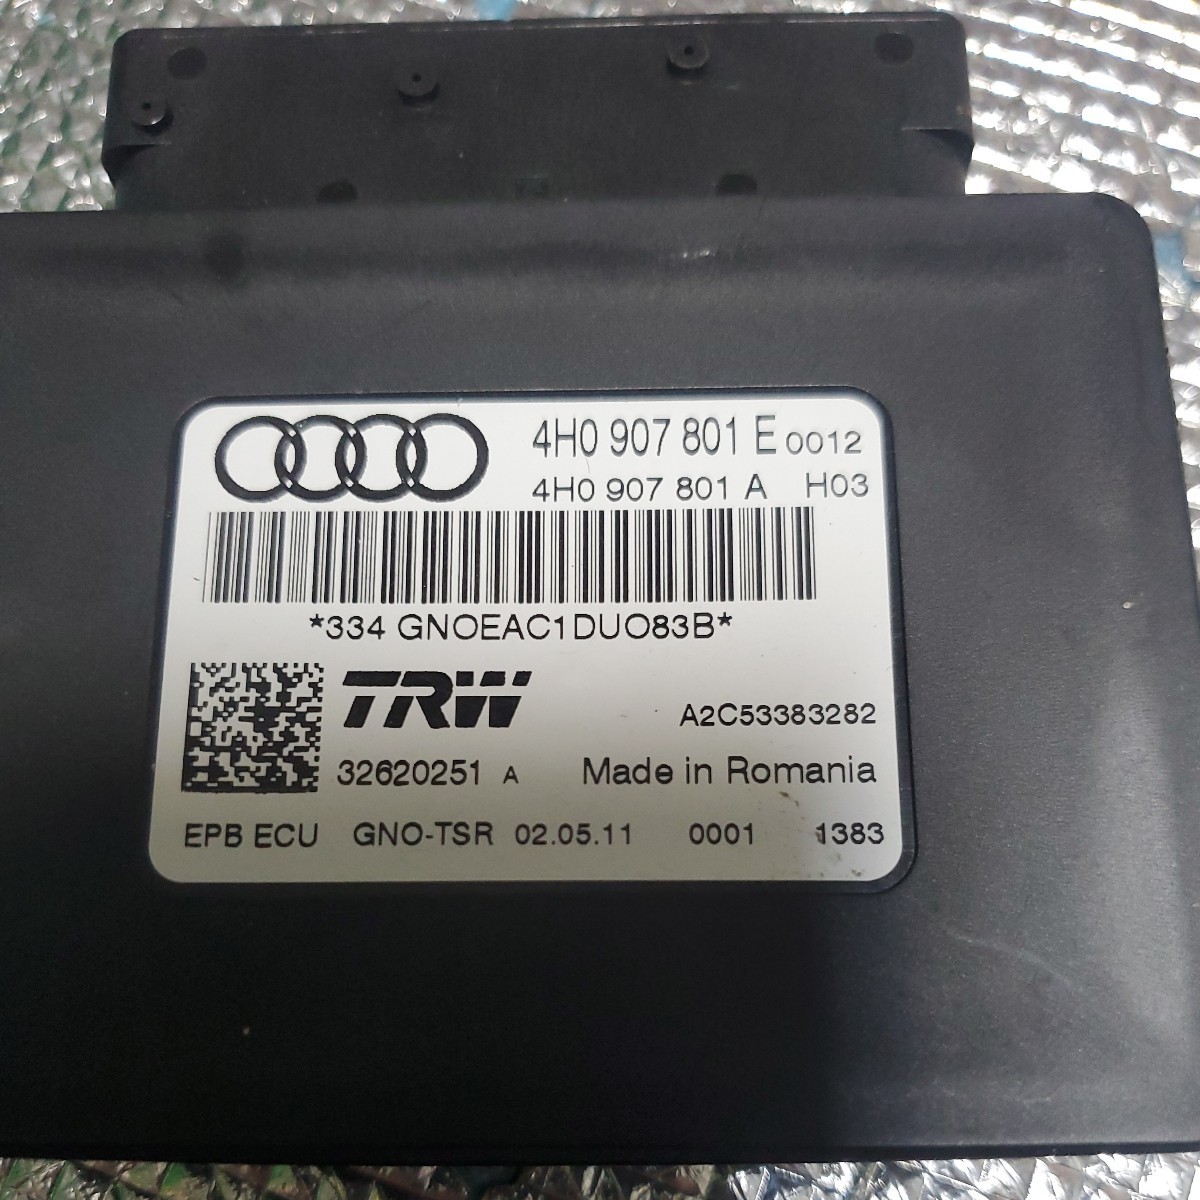 4H0 907 801 E 0012
4H0 907 801 A H03
*334 GNOEAC1DUO83B*
TRW
A2C53383282
32620251 A Made in Romania
EPB ECU GNO-TSR 02.05.11 0001 1383